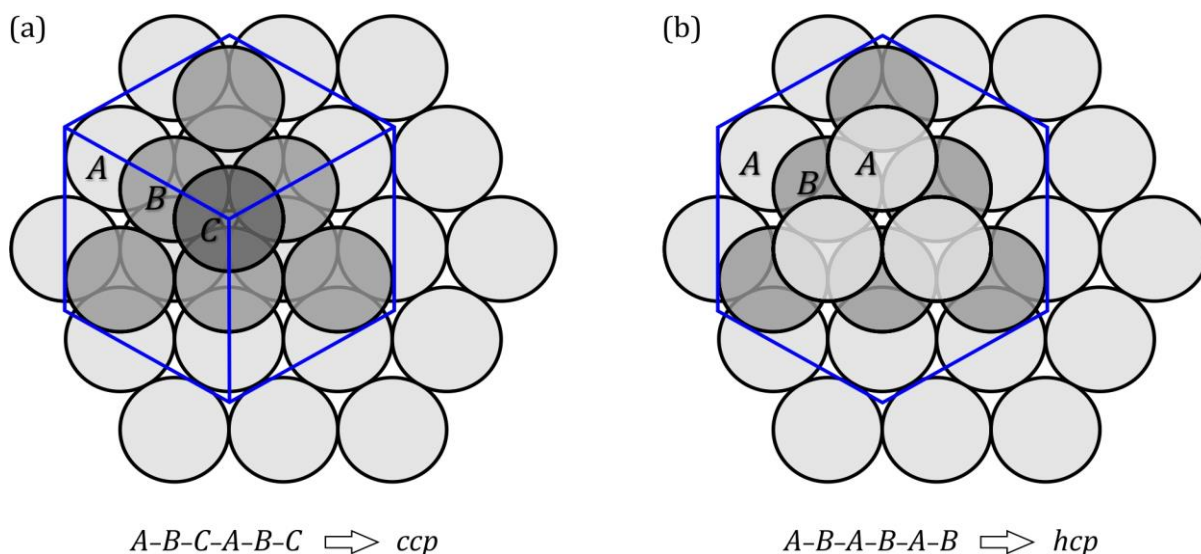 (a)
A
B
C
A–B–C–A–B–C ⇨ ccp
(b)
A
B
A
A–B–A–B–A–B ⇨ hcp